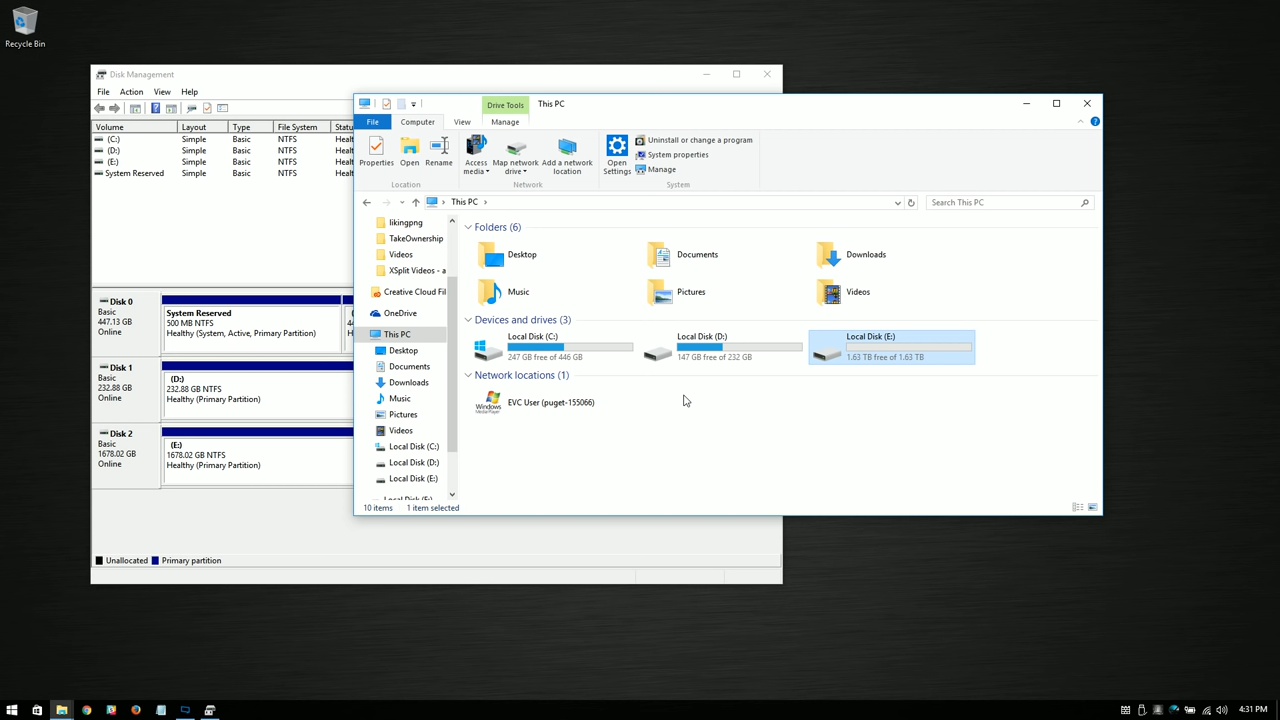 Recycle Bin
Disk Management
File Action View Help
Volume Layout Type File System Statu
(C:) Simple Basic NTFS Healt
(D:) Simple Basic NTFS Healt
(E:) Simple Basic NTFS Healt
System Reserved Simple Basic NTFS Healt
Disk 0
Basic
447.13 GB
Online
System Reserved
500 MB NTFS
Healthy (System, Active, Primary Partition)
Disk 1
Basic
232.88 GB
Online
(D:)
232.88 GB NTFS
Healthy (Primary Partition)
Disk 2
Basic
1678.02 GB
Online
(E:)
1678.02 GB NTFS
Healthy (Primary Partition)
Unallocated Primary partition
Drive Tools This PC
File Computer View Manage
Properties Open Rename
Location
Access media
Map network drive
Add a network location
Network
Open Settings
Uninstall or change a program
System properties
Manage
System
This PC
Search This PC
likingpng
TakeOwnership
Videos
XSplit Videos - a
Creative Cloud Fil
OneDrive
This PC
Desktop
Documents
Downloads
Music
Pictures
Videos
Local Disk (C:)
Local Disk (D:)
Local Disk (E:)
Local Disk (E:)
Folders (6)
Desktop Documents Downloads
Music Pictures Videos
Devices and drives (3)
Local Disk (C:) Local Disk (D:) Local Disk (E:)
247 GB free of 446 GB 147 GB free of 232 GB 1.63 TB free of 1.63 TB
Network locations (1)
Windows Media Player
EVC User (puget-155066)
10 items 1 item selected
4:31 PM